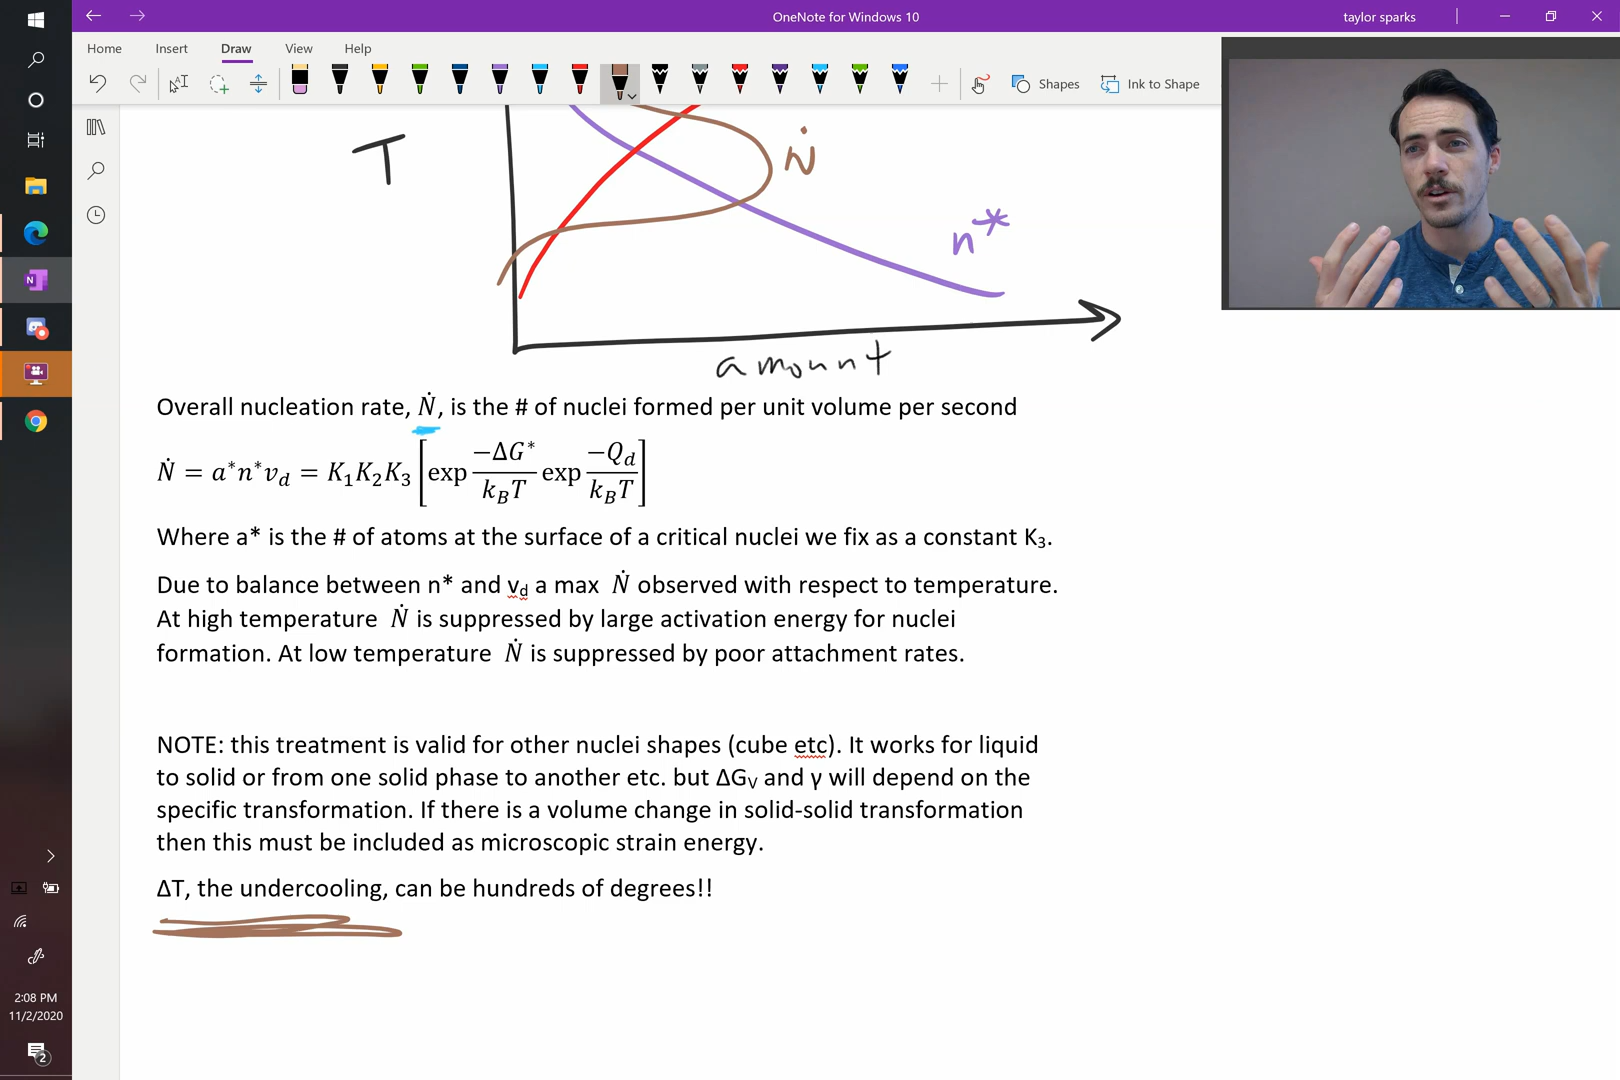 OneNote for Windows 10
taylor sparks
Home Insert Draw View Help
Shapes
Ink to Shape
T
Ṅ
n*
amount
Overall nucleation rate, Ṅ, is the # of nuclei formed per unit volume per second
Ṅ = a*n*v_d = K₁K₂K₃ [exp −ΔG*/k_BT exp −Q_d/k_BT]
Where a* is the # of atoms at the surface of a critical nuclei we fix as a constant K₃.
Due to balance between n* and v_d a max Ṅ observed with respect to temperature.
At high temperature Ṅ is suppressed by large activation energy for nuclei
formation. At low temperature Ṅ is suppressed by poor attachment rates.
NOTE: this treatment is valid for other nuclei shapes (cube etc). It works for liquid
to solid or from one solid phase to another etc. but ΔG_V and γ will depend on the
specific transformation. If there is a volume change in solid-solid transformation
then this must be included as microscopic strain energy.
ΔT, the undercooling, can be hundreds of degrees!!
2:08 PM
11/2/2020
2